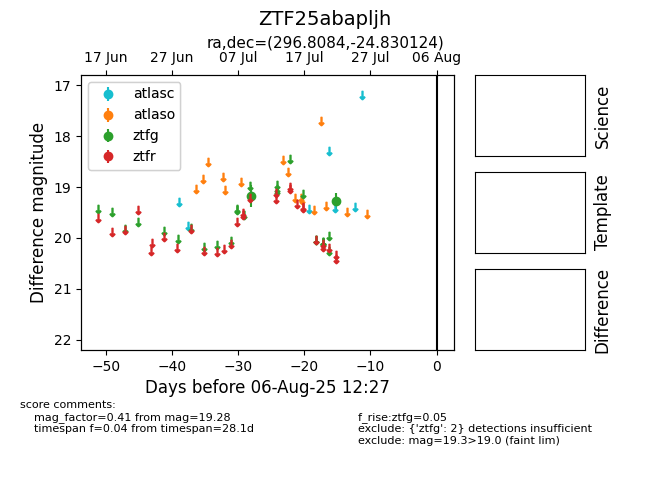 ZTF25abapljh
ra,dec=(296.8084,-24.830124)
17 Jun 27 Jun 07 Jul 17 Jul 27 Jul 06 Aug
atlasc
atlaso
ztfg
ztfr
17
18
19
20
21
22
Difference magnitude
−50 −40 −30 −20 −10 0
Days before 06-Aug-25 12:27
Science
Template
Difference
score comments:
mag_factor=0.41 from mag=19.28
timespan f=0.04 from timespan=28.1d
f_rise:ztfg=0.05
exclude: {'ztfg': 2} detections insufficient
exclude: mag=19.3>19.0 (faint lim)